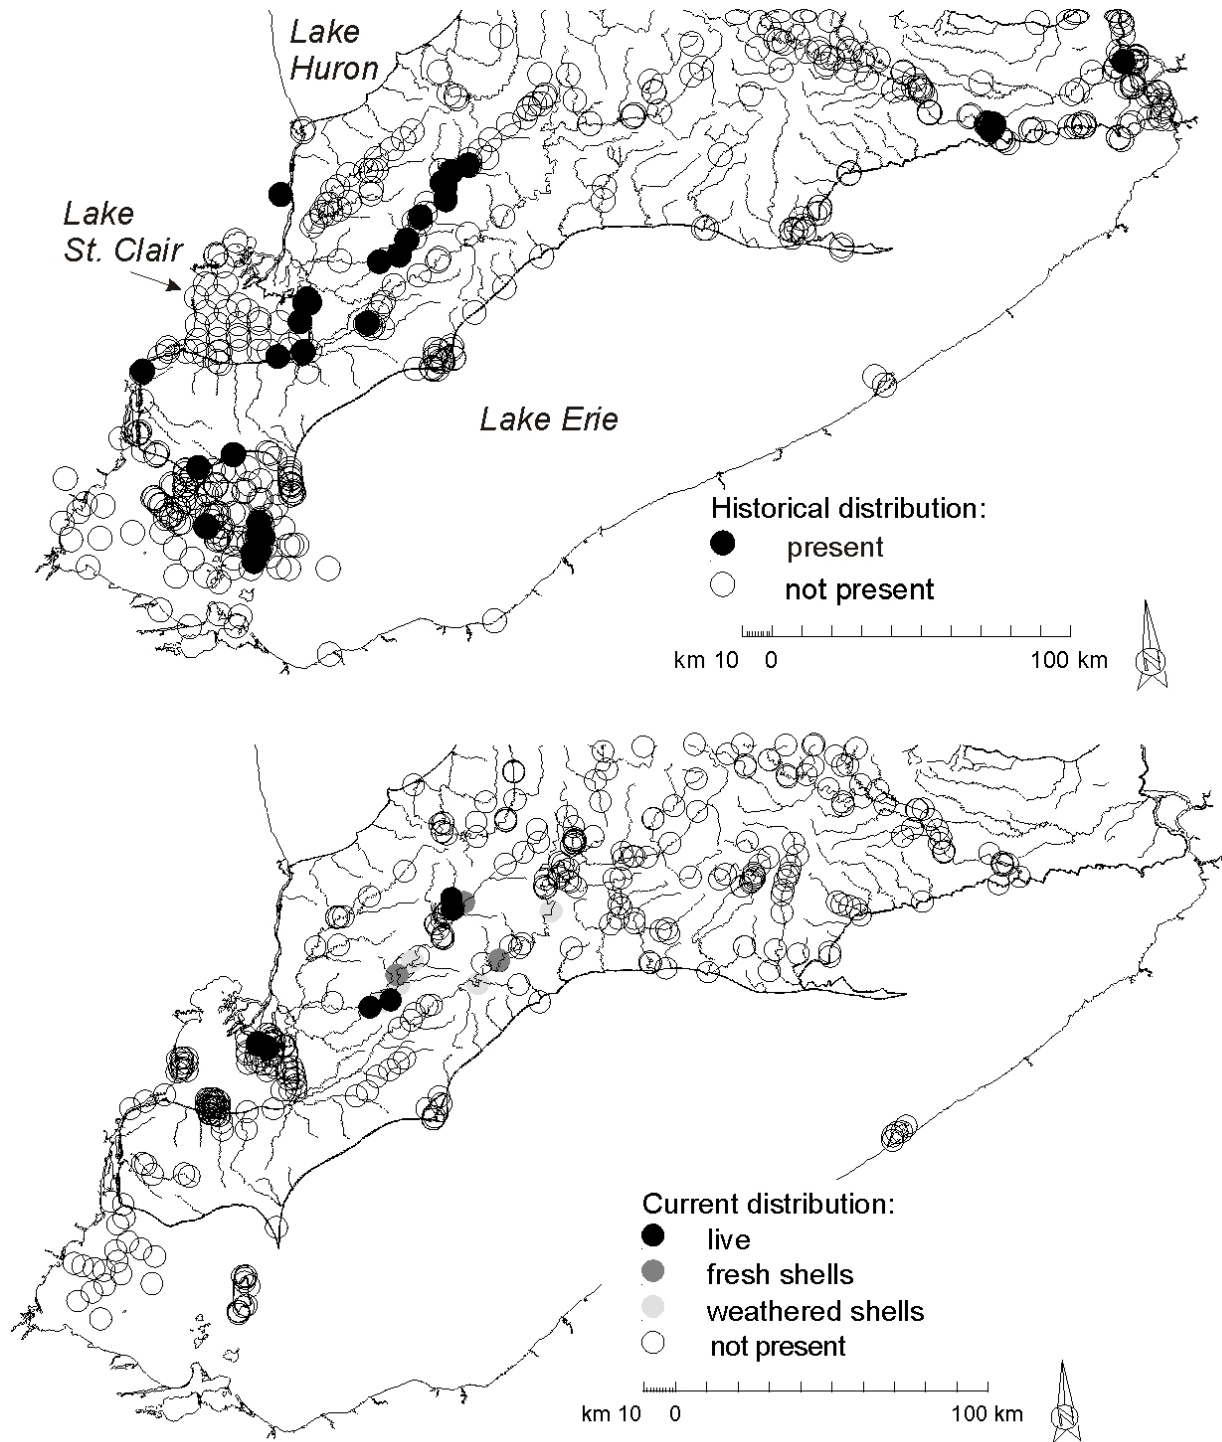 Lake
Huron
Lake
St. Clair
Lake Erie
Historical distribution:
present
not present
km 10 0 100 km
N
Current distribution:
live
fresh shells
weathered shells
not present
km 10 0 100 km
N